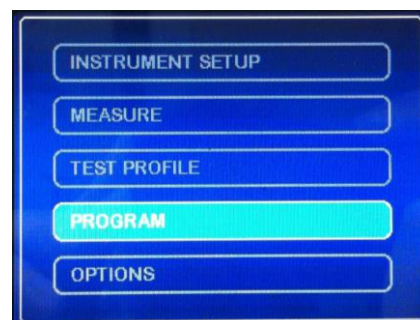 INSTRUMENT SETUP
MEASURE
TEST PROFILE
PROGRAM
OPTIONS